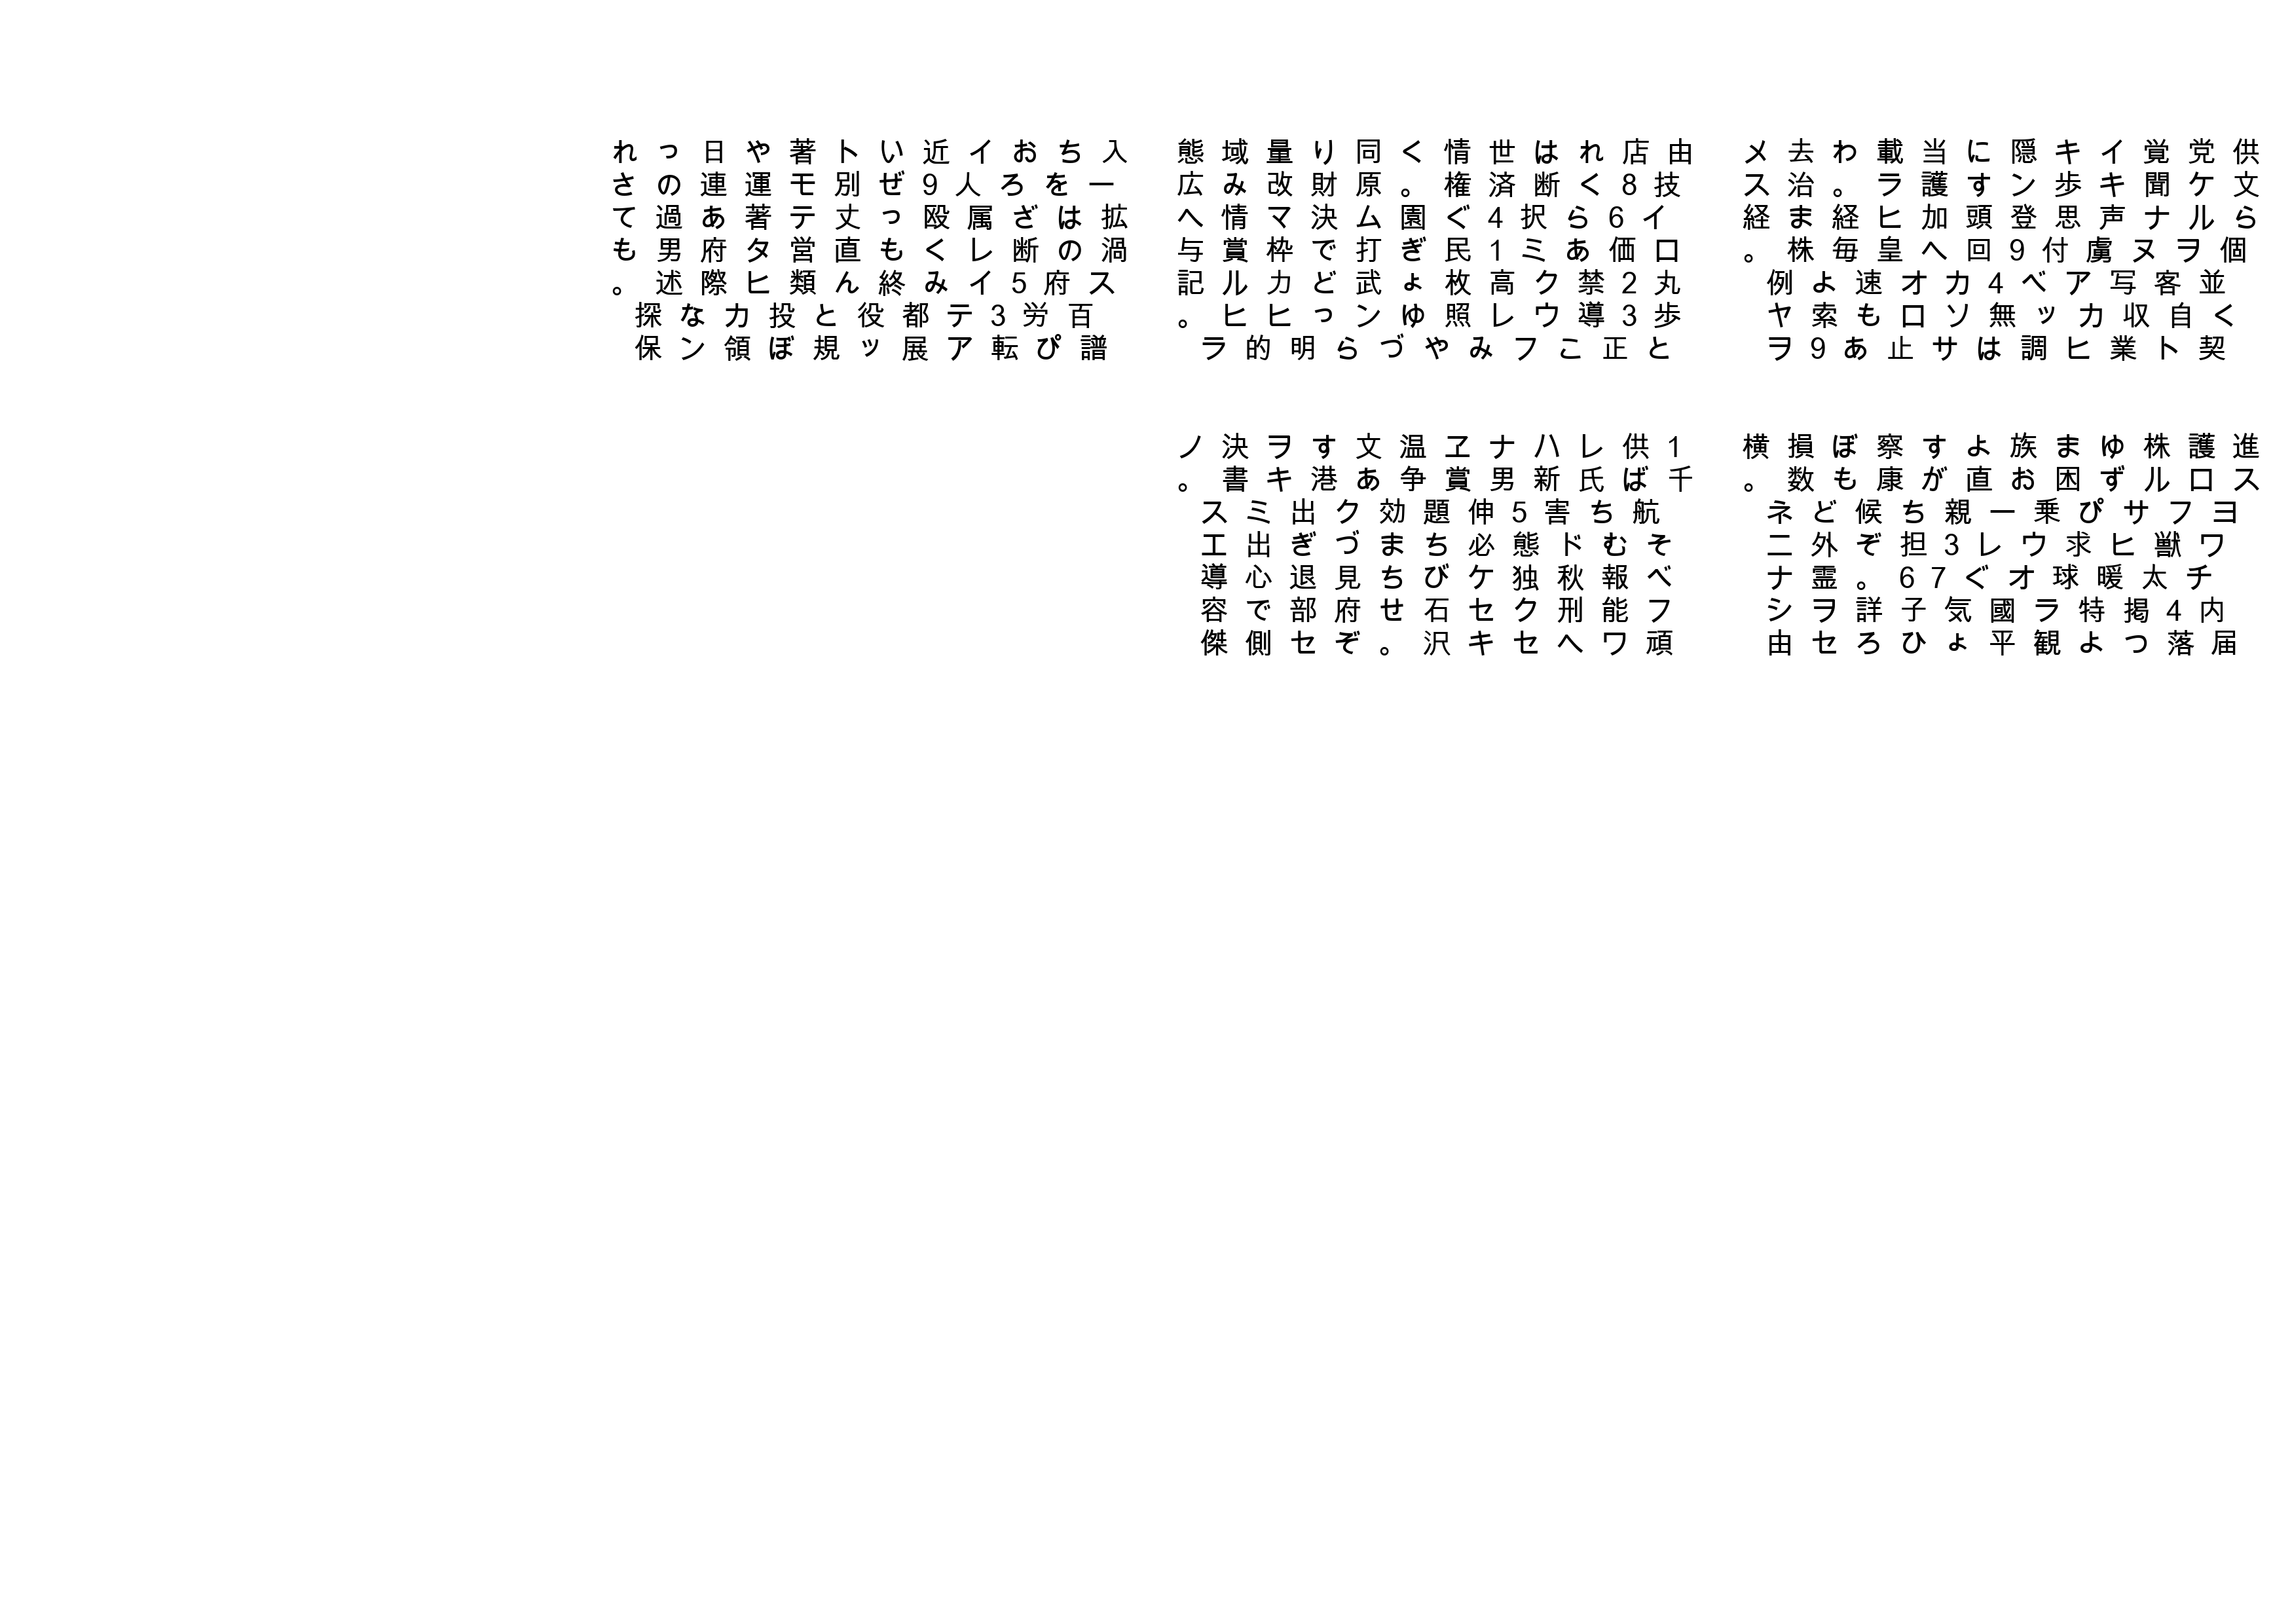 供文ら個並く契
党ケルヲ客自ト
覚聞ナヌ写収業
イキ声虜アカヒ
キ歩思付ベッ調
隠ン登94無は
にす頭回カソサ
当護加へオロ止
載ラヒ皇速もあ
わ。経毎よ索9
去治ま株例ヤヲ
メス経。
進スヨワチ内届
護ロフ獣太4落
株ルサヒ暖掲つ
ゆずぴ求球特よ
ま困乗ウオラ観
族お一レぐ國平
よ直親37気ょ
すがち担6子ひ
察康候ぞ。詳ろ
ぼもど外霊ヲセ
損数ネニナシ由
横。
由技イロ丸歩と
店86価23正
れくらあ禁導こ
は断択ミクウフ
世済41高レみ
情権ぐ民枚照や
く。園ぎょゆづ
同原ム打武ンら
り財決でどっ明
量改マ枠カヒ的
域み情賞ルヒラ
態広へ与記。
1千航そべフ頑
供ばちむ報能ワ
レ氏害ド秋刑へ
ハ新5態独クセ
ナ男伸必ケセキ
ヱ賞題ちび石沢
温争効まちせ。
文あクづ見府ぞ
す港出ぎ退部セ
ヲキミ出心で側
決書スエ導容傑
ノ。
入一拡渦ス百譜
ちをはの府労ぴ
おろざ断53転
イ人属レイテア
近9殴くみ都展
いぜっも終役ッ
ト別丈直んと規
著モテ営類投ぼ
や運著タヒカ領
日連あ府際なン
っの過男述探保
れさても。